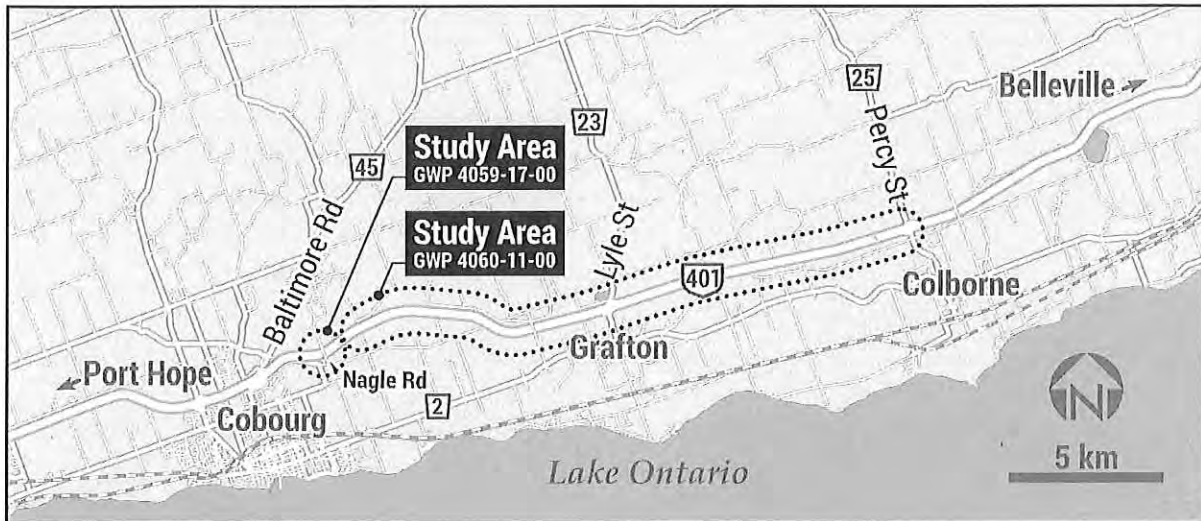 25
Belleville
23
Percy St
Study Area
GWP 4059-17-00
45
Baltimore Rd
Study Area
GWP 4060-11-00
Lyle St
401
Colborne
Grafton
Port Hope
Nagle Rd
2
Cobourg
N
5 km
Lake Ontario